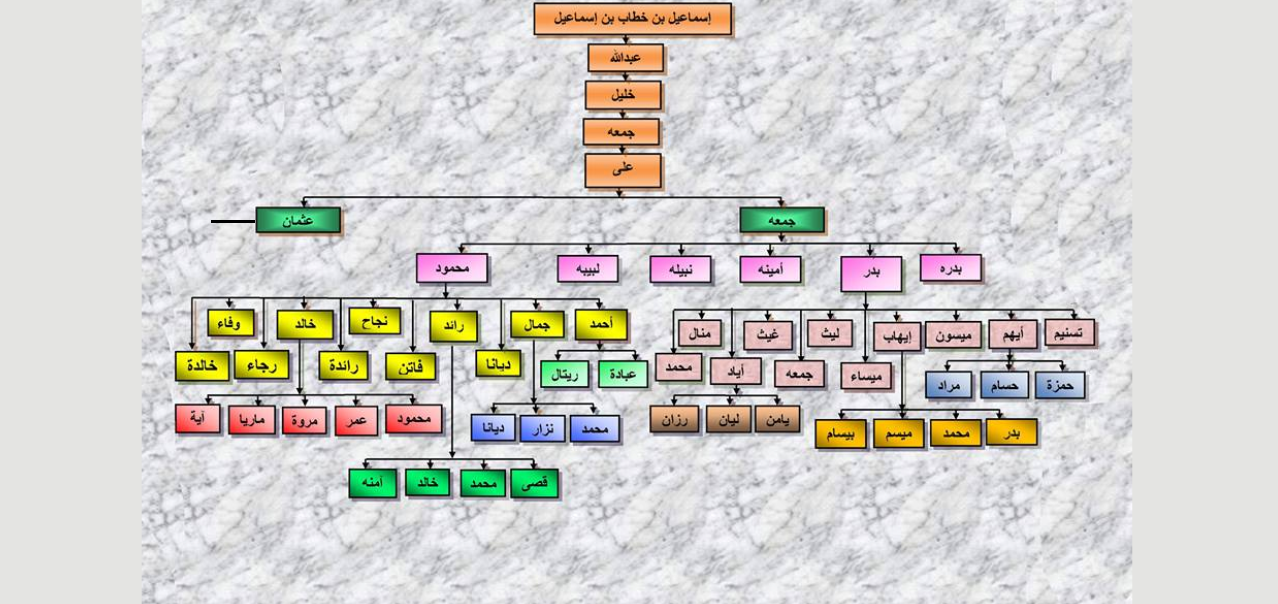 إسماعيل بن خطاب بن إسماعيل
عبدالله
خليل
جمعه
على
جمعه
عثمان
بدره
بدر
أمينه
نبيله
لبيبه
محمود
تسنيم
أيهم
ميسون
إيهاب
ليث
غيث
منال
ميساء
جمعه
أياد
محمد
أحمد
جمال
رائد
نجاح
خالد
وفاء
ديانا
فاتن
رائدة
رجاء
خالدة
حمزة
حسام
مراد
عبادة
ريتال
بدر
محمد
ميسم
بيسام
يامن
ليان
رزان
محمد
نزار
ديانا
محمود
عمر
مروة
ماريا
آية
قصى
محمد
خالد
أمنه